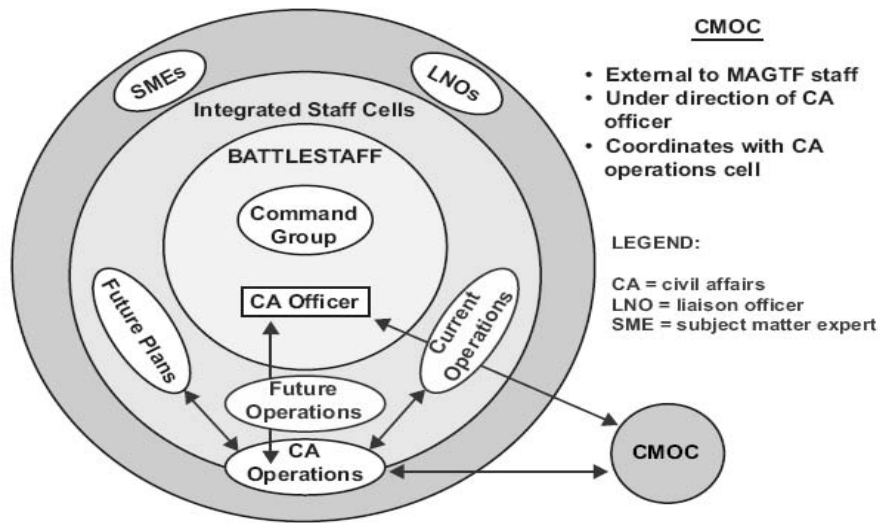 SMEs
LNOs
Integrated Staff Cells
BATTLESTAFF
Command
Group
CA Officer
Future Plans
Current
Operations
Future
Operations
CA
Operations
CMOC
CMOC
• External to MAGTF staff
• Under direction of CA
officer
• Coordinates with CA
operations cell
LEGEND:
CA = civil affairs
LNO = liaison officer
SME = subject matter expert